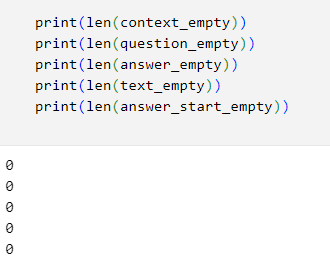 print(len(context_empty))
print(len(question_empty))
print(len(answer_empty))
print(len(text_empty))
print(len(answer_start_empty))
0
0
0
0
0